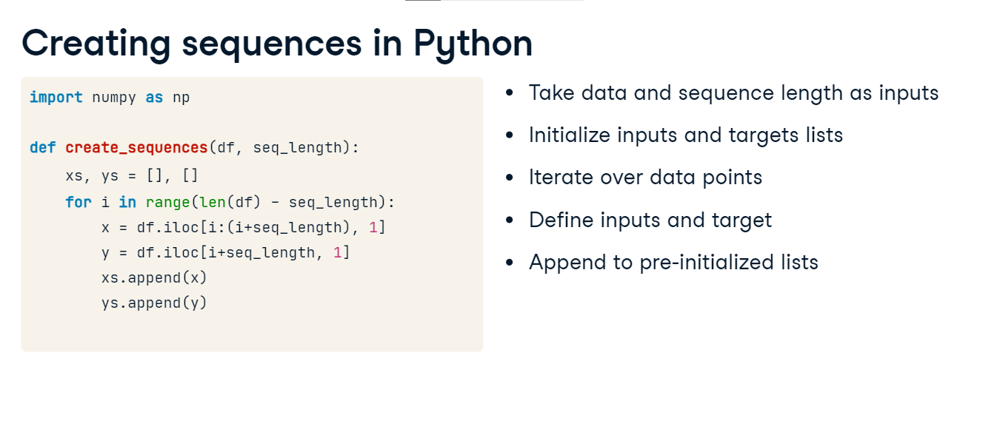 Creating sequences in Python
import numpy as np
def create_sequences(df, seq_length):
    xs, ys = [], []
    for i in range(len(df) - seq_length):
        x = df.iloc[i:(i+seq_length), 1]
        y = df.iloc[i+seq_length, 1]
        xs.append(x)
        ys.append(y)
• Take data and sequence length as inputs
• Initialize inputs and targets lists
• Iterate over data points
• Define inputs and target
• Append to pre-initialized lists